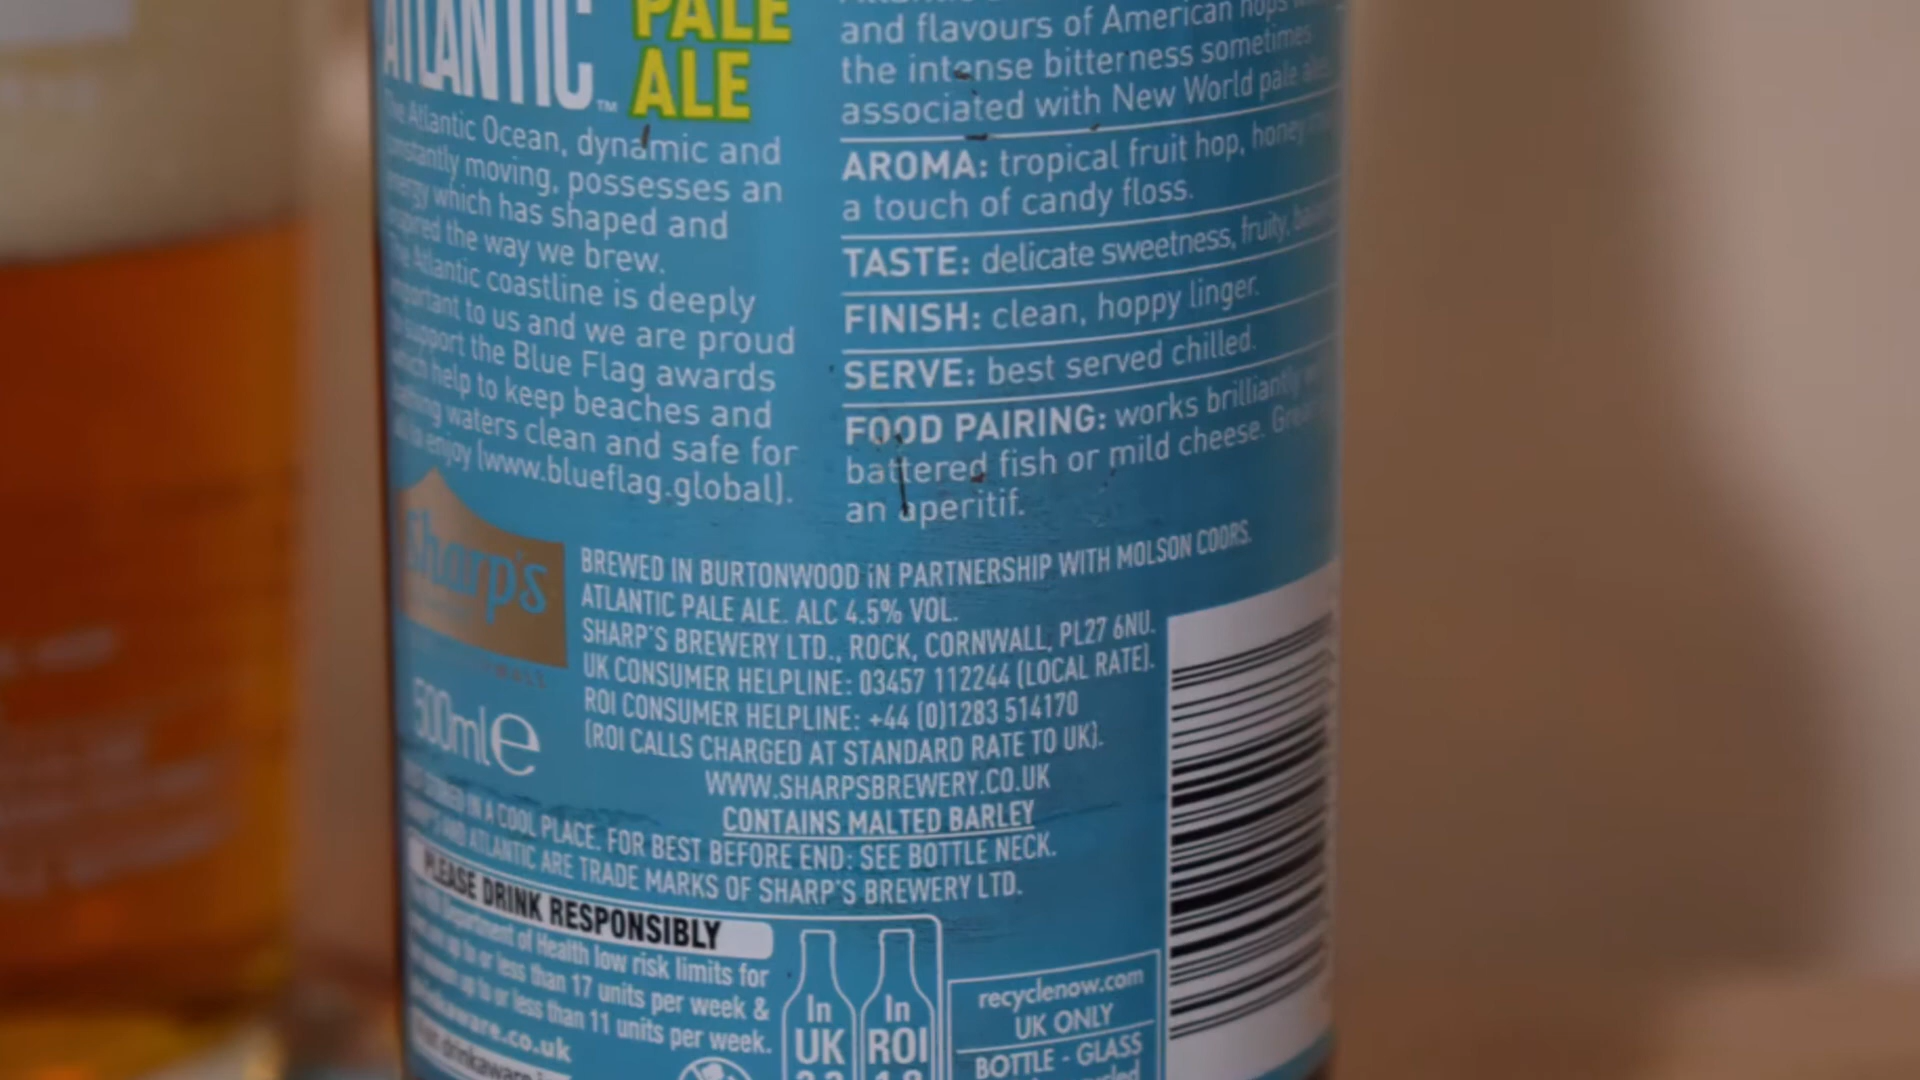 ATLANTIC™
PALE
ALE
The Atlantic Ocean, dynamic and
constantly moving, possesses an
energy which has shaped and
inspired the way we brew.
The Atlantic coastline is deeply
important to us and we are proud
to support the Blue Flag awards
which help to keep beaches and
waters clean and safe for
enjoy (www.blueflag.global).
and flavours of American hops
the intense bitterness sometimes
associated with New World pale
AROMA: tropical fruit hop, honey
a touch of candy floss.
TASTE: delicate sweetness, fruity,
FINISH: clean, hoppy linger.
SERVE: best served chilled.
FOOD PAIRING: works brilliantly
battered fish or mild cheese.
an aperitif.
Sharp's
500ml e
BREWED IN BURTONWOOD iN PARTNERSHIP WITH MOLSON COORS.
ATLANTIC PALE ALE. ALC 4.5% VOL.
SHARP'S BREWERY LTD., ROCK, CORNWALL, PL27 6NU.
UK CONSUMER HELPLINE: 03457 112244 (LOCAL RATE).
ROI CONSUMER HELPLINE: +44 (0)1283 514170
(ROI CALLS CHARGED AT STANDARD RATE TO UK).
WWW.SHARPSBREWERY.CO.UK
CONTAINS MALTED BARLEY
STORED IN A COOL PLACE. FOR BEST BEFORE END: SEE BOTTLE NECK.
AND ATLANTIC ARE TRADE MARKS OF SHARP'S BREWERY LTD.
PLEASE DRINK RESPONSIBLY
Department of Health low risk limits for
up to or less than 17 units per week &
up to or less than 11 units per week.
In
UK
In
ROI
recyclenow.com
UK ONLY
BOTTLE - GLASS